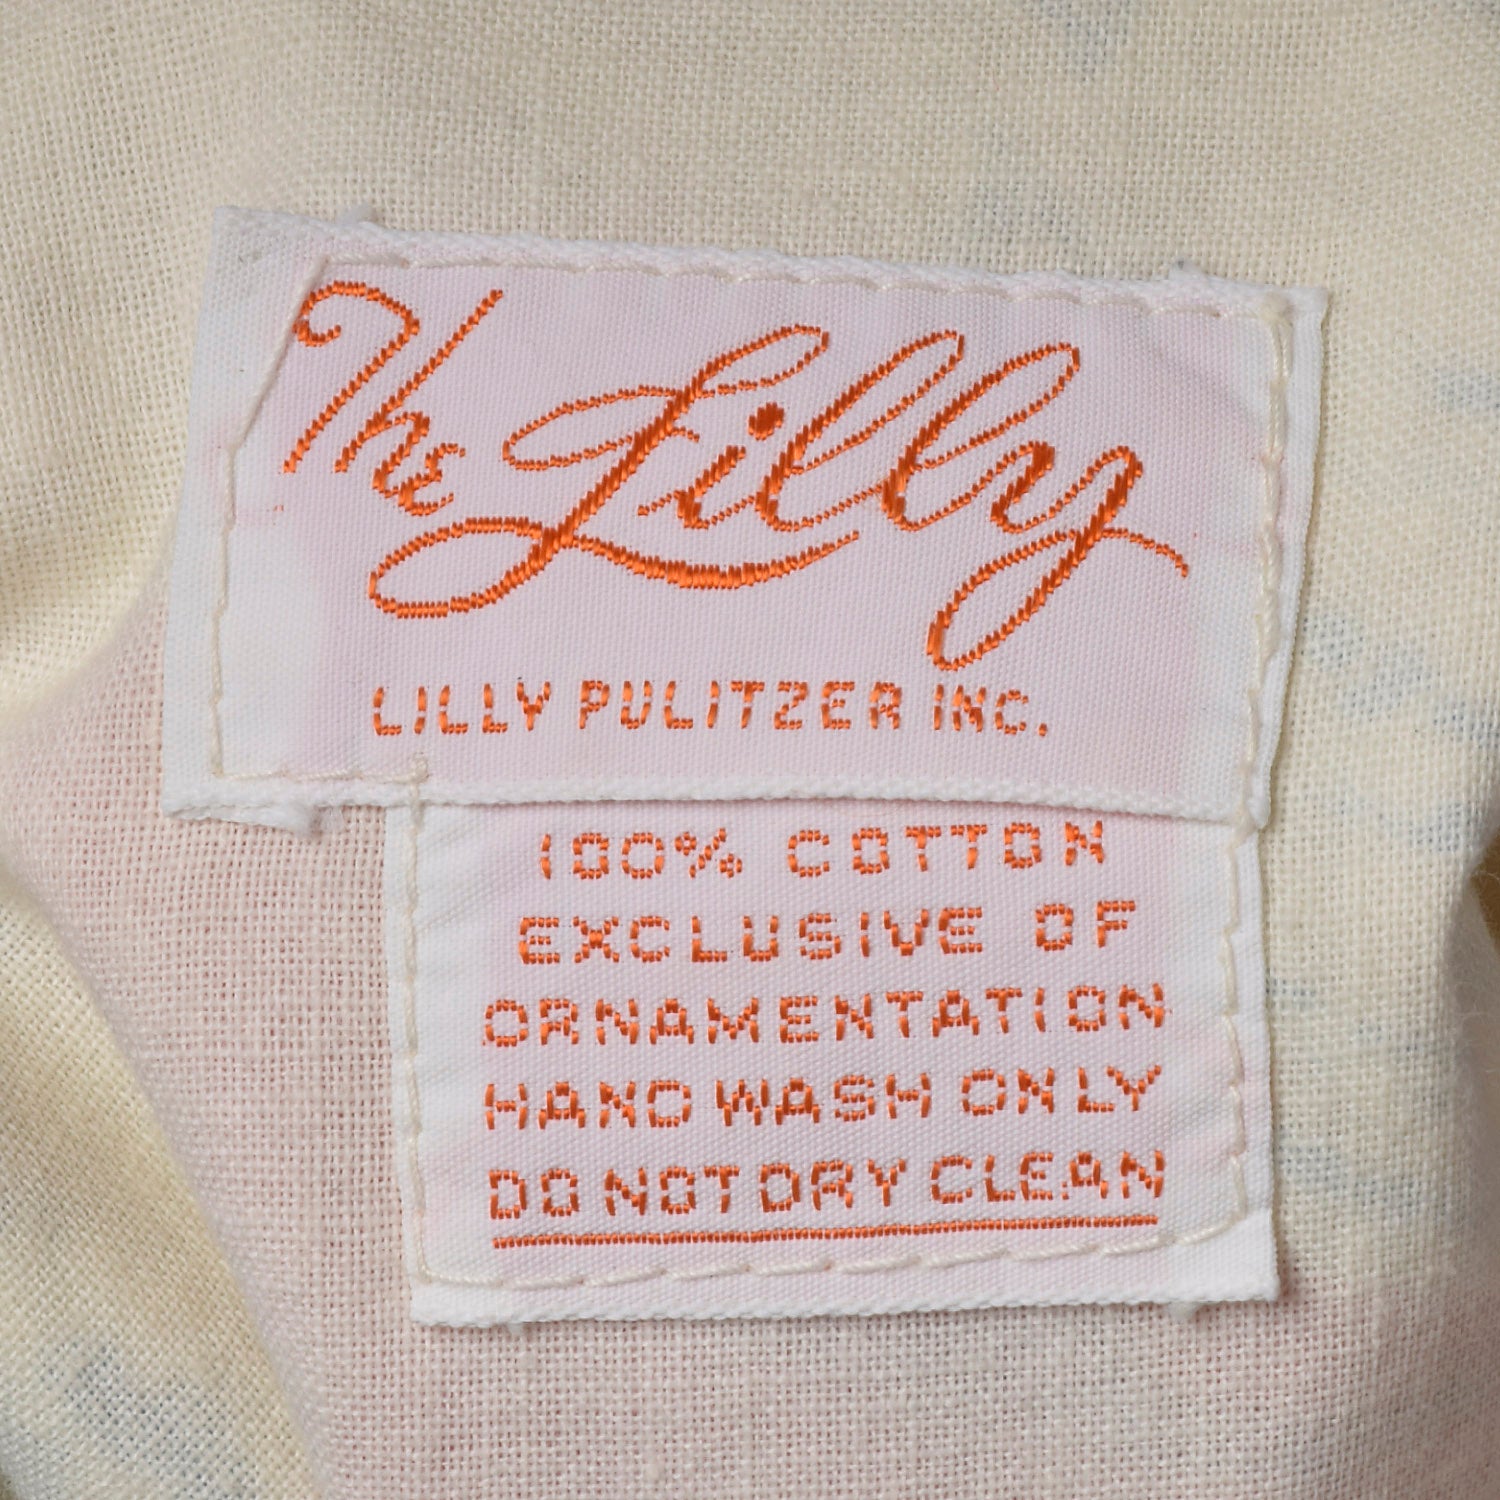 The Lilly
LILLY PULITZER INC.
100% COTTON
EXCLUSIVE OF
ORNAMENTATION
HAND WASH ONLY
DO NOT DRY CLEAN